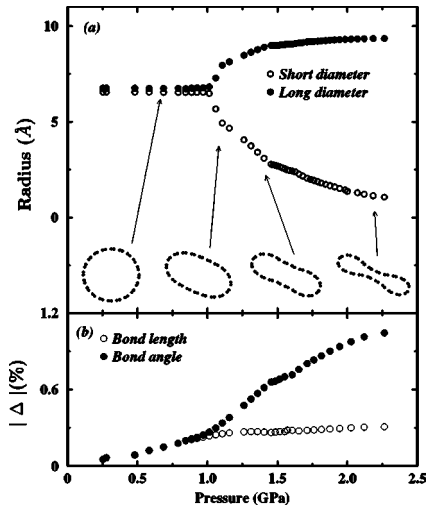 (a)
10
5
0
Radius (Å)
Short diameter
Long diameter
1.2
0.6
0
| Δ |(%)
(b)
Bond length
Bond angle
0.0 0.5 1.0 1.5 2.0 2.5
Pressure (GPa)